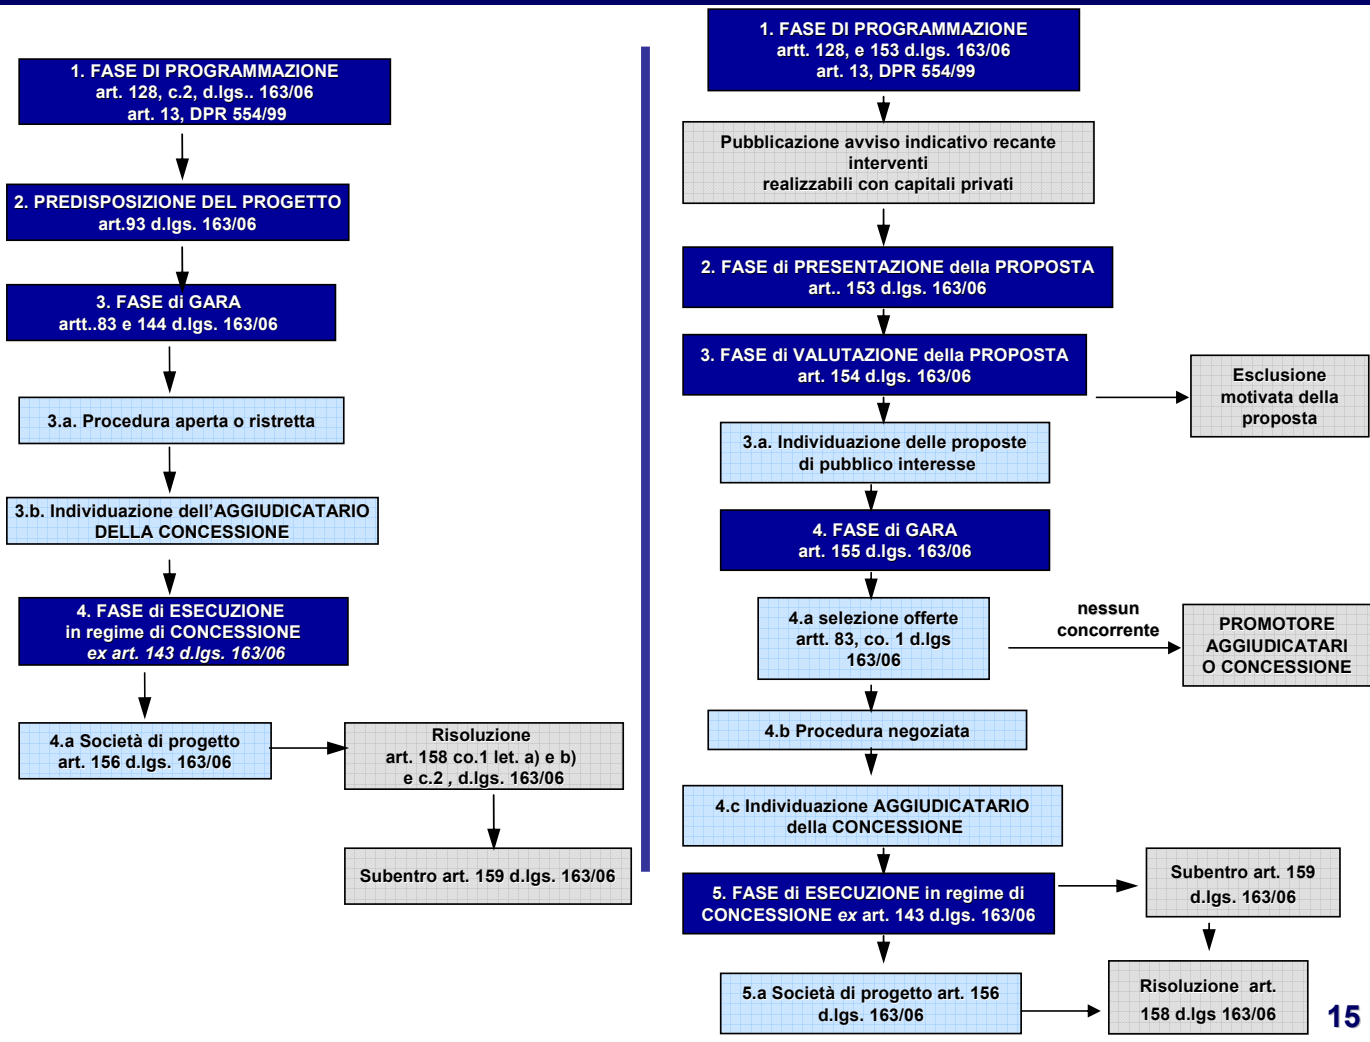 1. FASE DI PROGRAMMAZIONE
art. 128, c.2, d.lgs.. 163/06
art. 13, DPR 554/99
2. PREDISPOSIZIONE DEL PROGETTO
art.93 d.lgs. 163/06
3. FASE di GARA
artt..83 e 144 d.lgs. 163/06
3.a. Procedura aperta o ristretta
3.b. Individuazione dell’AGGIUDICATARIO
DELLA CONCESSIONE
4. FASE di ESECUZIONE
in regime di CONCESSIONE
ex art. 143 d.lgs. 163/06
4.a Società di progetto
art. 156 d.lgs. 163/06
Risoluzione
art. 158 co.1 let. a) e b)
e c.2 , d.lgs. 163/06
Subentro art. 159 d.lgs. 163/06
1. FASE DI PROGRAMMAZIONE
artt. 128, e 153 d.lgs. 163/06
art. 13, DPR 554/99
Pubblicazione avviso indicativo recante
interventi
realizzabili con capitali privati
2. FASE di PRESENTAZIONE della PROPOSTA
art.. 153 d.lgs. 163/06
3. FASE di VALUTAZIONE della PROPOSTA
art. 154 d.lgs. 163/06
Esclusione
motivata della
proposta
3.a. Individuazione delle proposte
di pubblico interesse
4. FASE di GARA
art. 155 d.lgs. 163/06
4.a selezione offerte
artt. 83, co. 1 d.lgs
163/06
nessun
concorrente
PROMOTORE
AGGIUDICATARI
O CONCESSIONE
4.b Procedura negoziata
4.c Individuazione AGGIUDICATARIO
della CONCESSIONE
5. FASE di ESECUZIONE in regime di
CONCESSIONE ex art. 143 d.lgs. 163/06
Subentro art. 159
d.lgs. 163/06
5.a Società di progetto art. 156
d.lgs. 163/06
Risoluzione art.
158 d.lgs 163/06
15